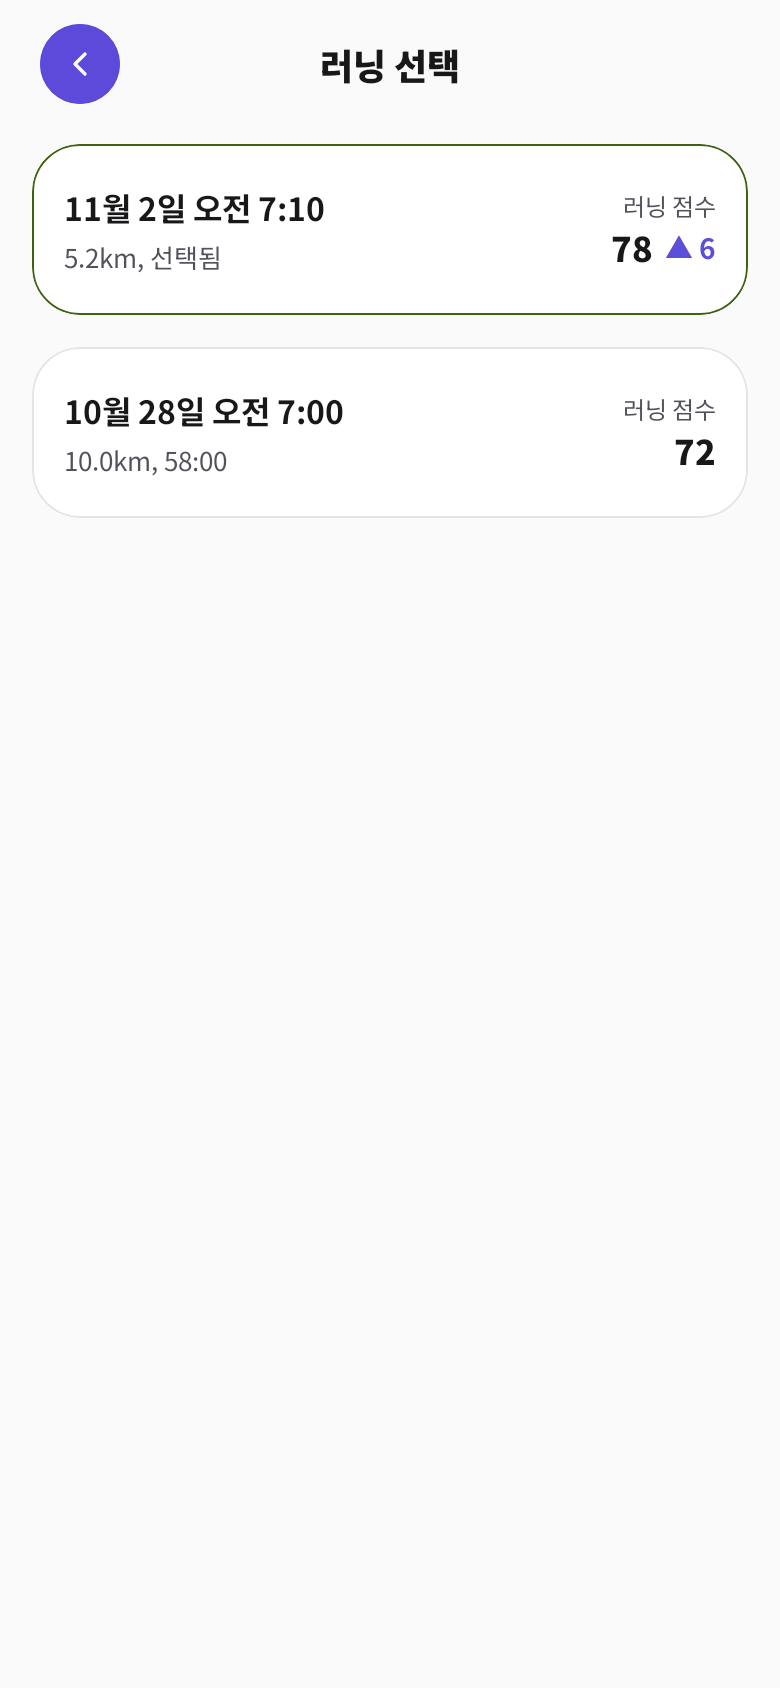 러닝 선택
11월 2일 오전 7:10
5.2km, 선택됨
러닝 점수
78 ▲ 6
10월 28일 오전 7:00
10.0km, 58:00
러닝 점수
72